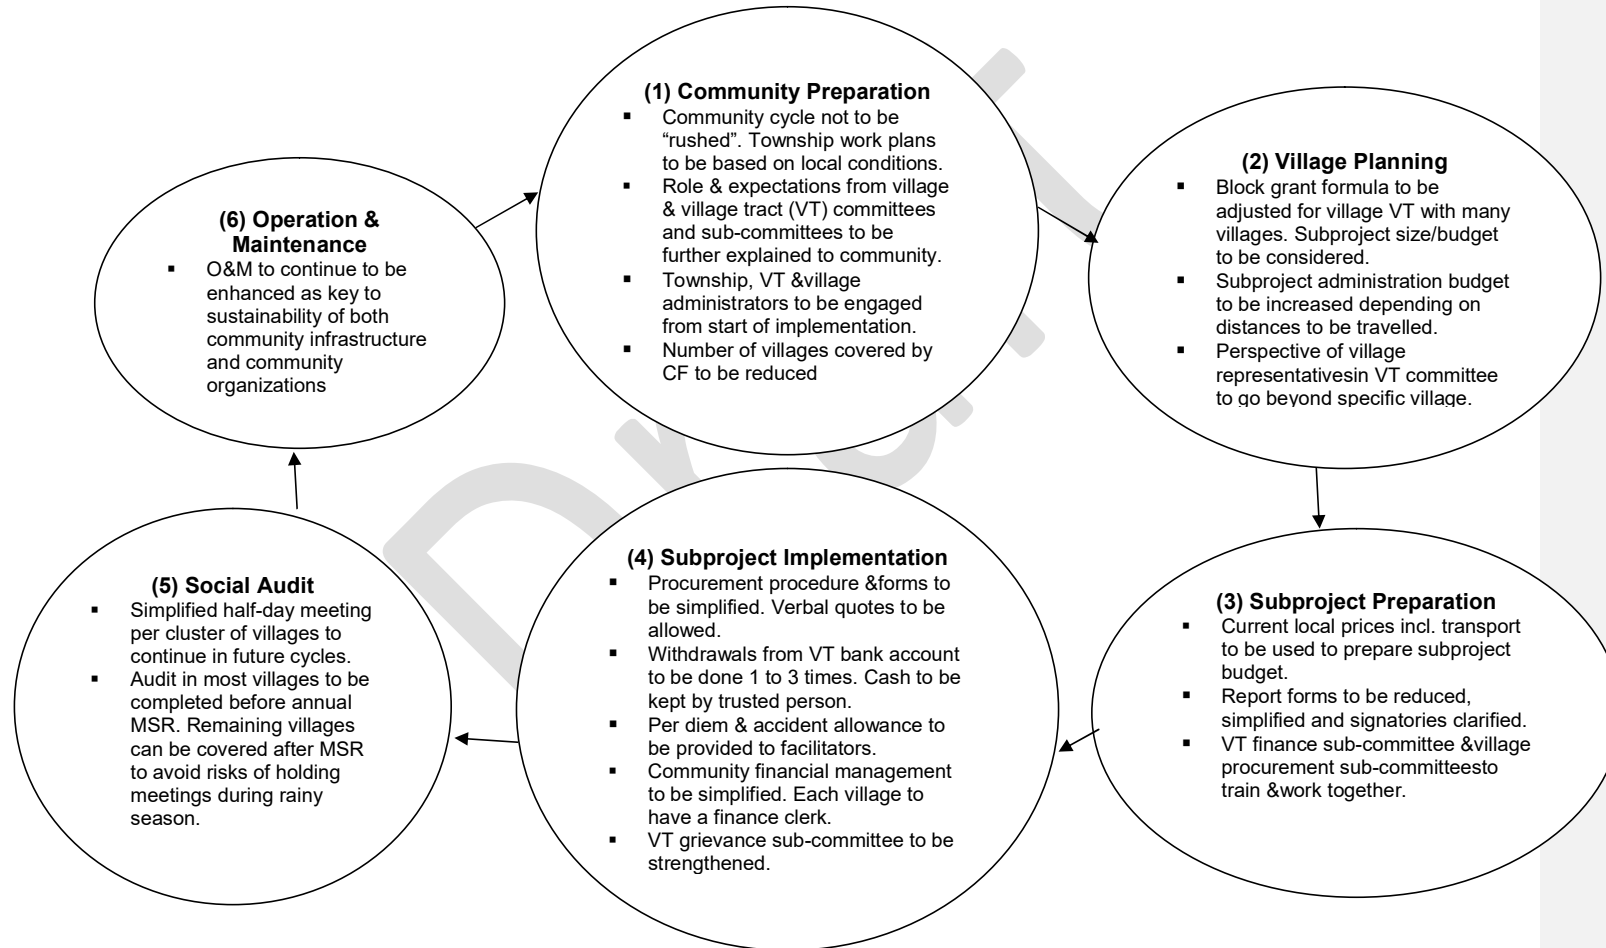 (1) Community Preparation
▪ Community cycle not to be
“rushed”. Township work plans
to be based on local conditions.
▪ Role & expectations from village
& village tract (VT) committees
and sub-committees to be
further explained to community.
▪ Township, VT &village
administrators to be engaged
from start of implementation.
▪ Number of villages covered by
CF to be reduced
(2) Village Planning
▪ Block grant formula to be
adjusted for village VT with many
villages. Subproject size/budget
to be considered.
▪ Subproject administration budget
to be increased depending on
distances to be travelled.
▪ Perspective of village
representativesin VT committee
to go beyond specific village.
(3) Subproject Preparation
▪ Current local prices incl. transport
to be used to prepare subproject
budget.
▪ Report forms to be reduced,
simplified and signatories clarified.
▪ VT finance sub-committee &village
procurement sub-committeesto
train &work together.
(4) Subproject Implementation
▪ Procurement procedure &forms to
be simplified. Verbal quotes to be
allowed.
▪ Withdrawals from VT bank account
to be done 1 to 3 times. Cash to be
kept by trusted person.
▪ Per diem & accident allowance to
be provided to facilitators.
▪ Community financial management
to be simplified. Each village to
have a finance clerk.
▪ VT grievance sub-committee to be
strengthened.
(5) Social Audit
▪ Simplified half-day meeting
per cluster of villages to
continue in future cycles.
▪ Audit in most villages to be
completed before annual
MSR. Remaining villages
can be covered after MSR
to avoid risks of holding
meetings during rainy
season.
(6) Operation &
Maintenance
▪ O&M to continue to be
enhanced as key to
sustainability of both
community infrastructure
and community
organizations
Draft